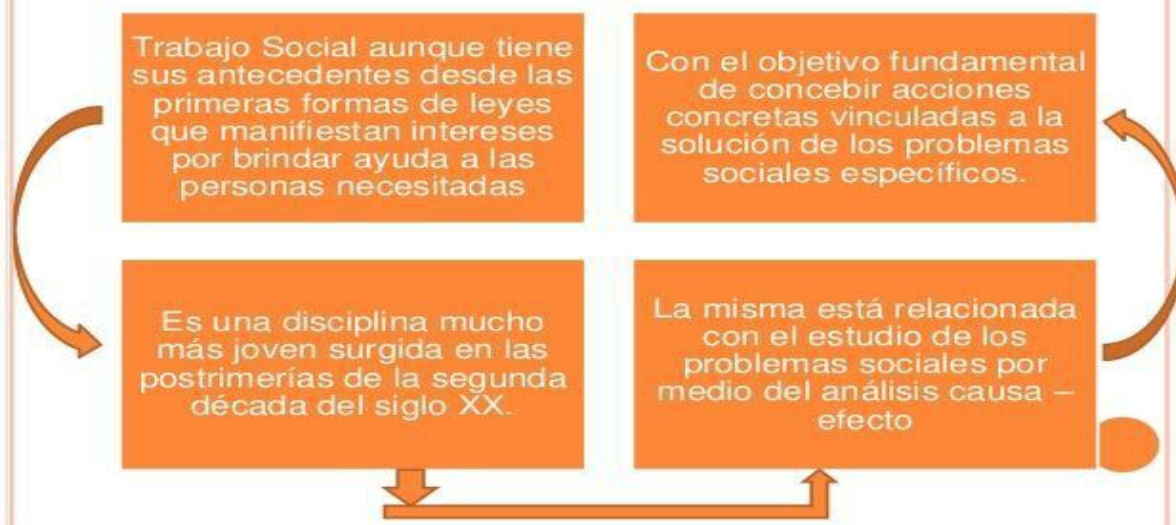 Trabajo Social aunque tiene
sus antecedentes desde las
primeras formas de leyes
que manifiestan intereses
por brindar ayuda a las
personas necesitadas
Es una disciplina mucho
más joven surgida en las
postrimerías de la segunda
década del siglo XX.
La misma está relacionada
con el estudio de los
problemas sociales por
medio del análisis causa –
efecto
Con el objetivo fundamental
de concebir acciones
concretas vinculadas a la
solución de los problemas
sociales específicos.